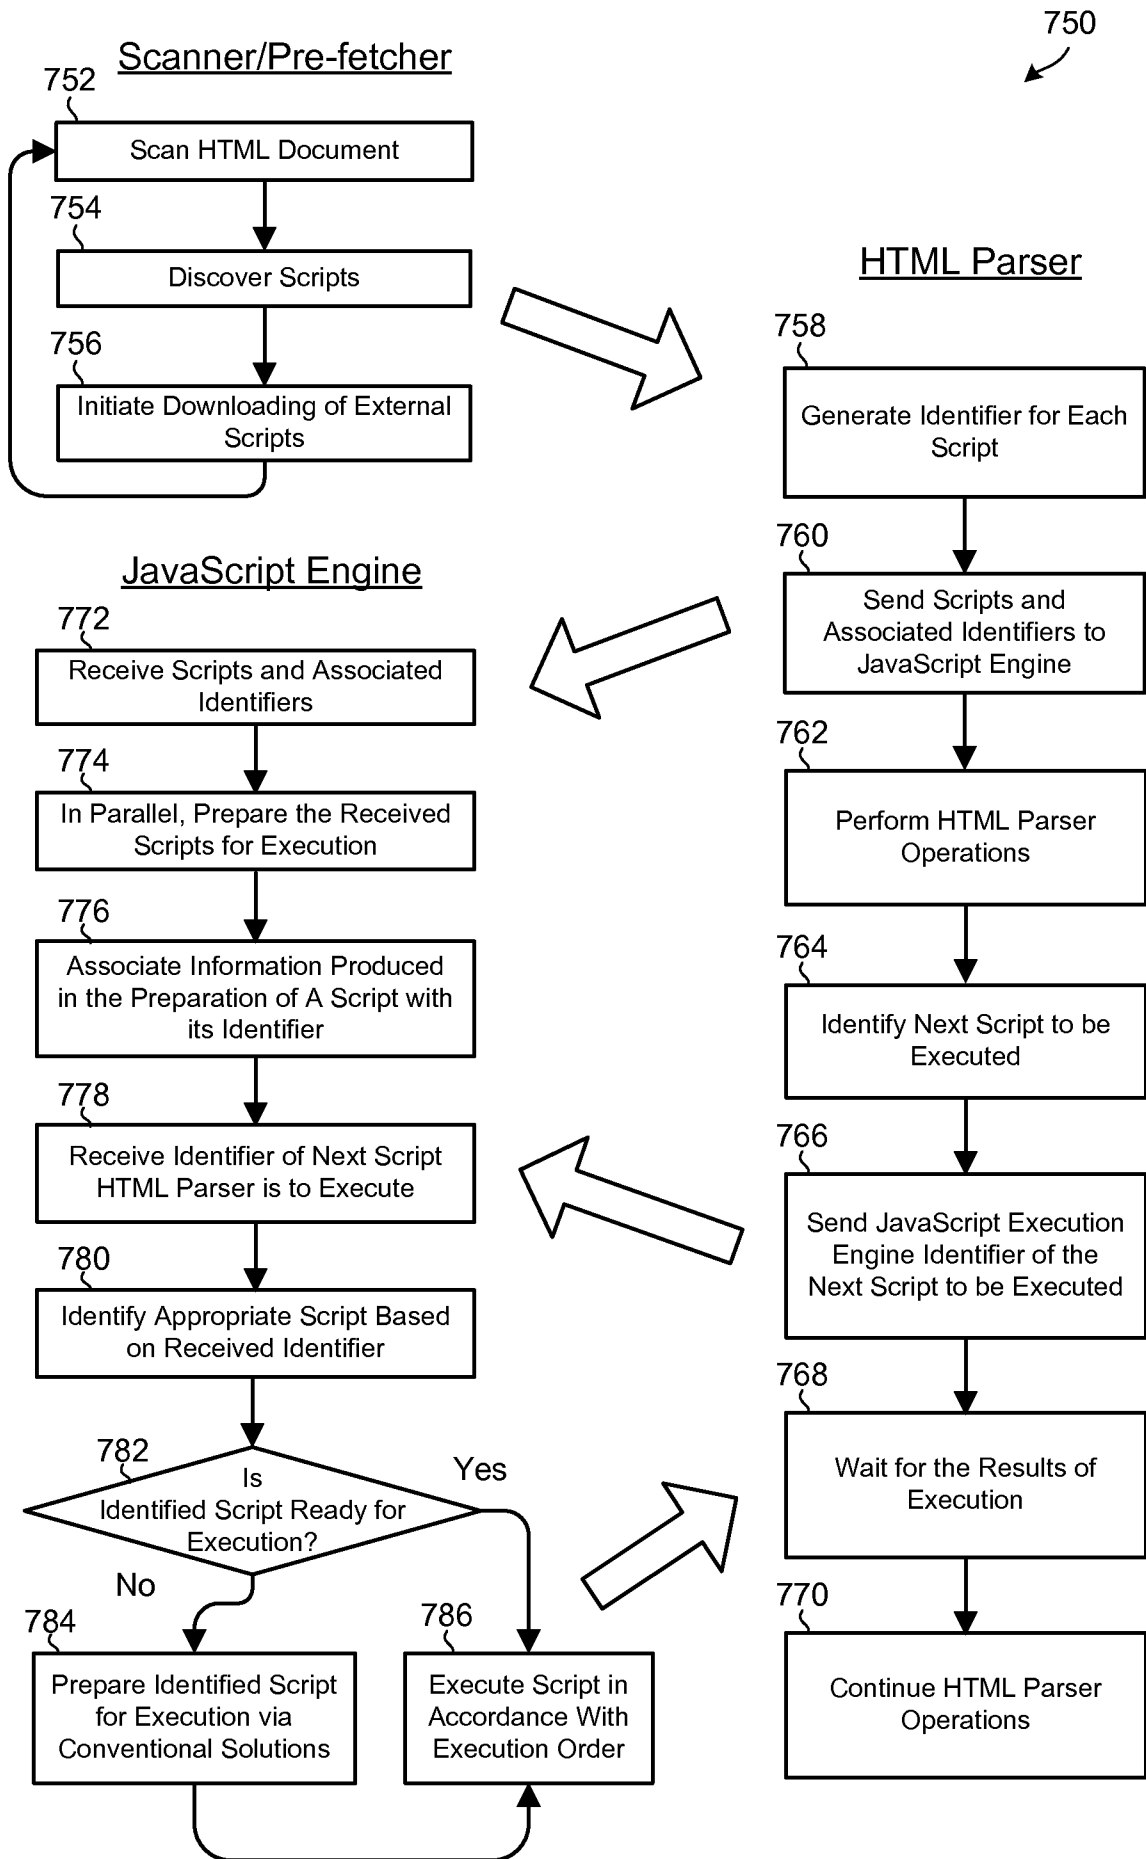 750
Scanner/Pre-fetcher
752
Scan HTML Document
754
Discover Scripts
756
Initiate Downloading of External
Scripts
HTML Parser
758
Generate Identifier for Each
Script
760
Send Scripts and
Associated Identifiers to
JavaScript Engine
762
Perform HTML Parser
Operations
764
Identify Next Script to be
Executed
766
Send JavaScript Execution
Engine Identifier of the
Next Script to be Executed
768
Wait for the Results of
Execution
770
Continue HTML Parser
Operations
JavaScript Engine
772
Receive Scripts and Associated
Identifiers
774
In Parallel, Prepare the Received
Scripts for Execution
776
Associate Information Produced
in the Preparation of A Script with
its Identifier
778
Receive Identifier of Next Script
HTML Parser is to Execute
780
Identify Appropriate Script Based
on Received Identifier
782
Is
Identified Script Ready for
Execution?
Yes
No
784
Prepare Identified Script
for Execution via
Conventional Solutions
786
Execute Script in
Accordance With
Execution Order